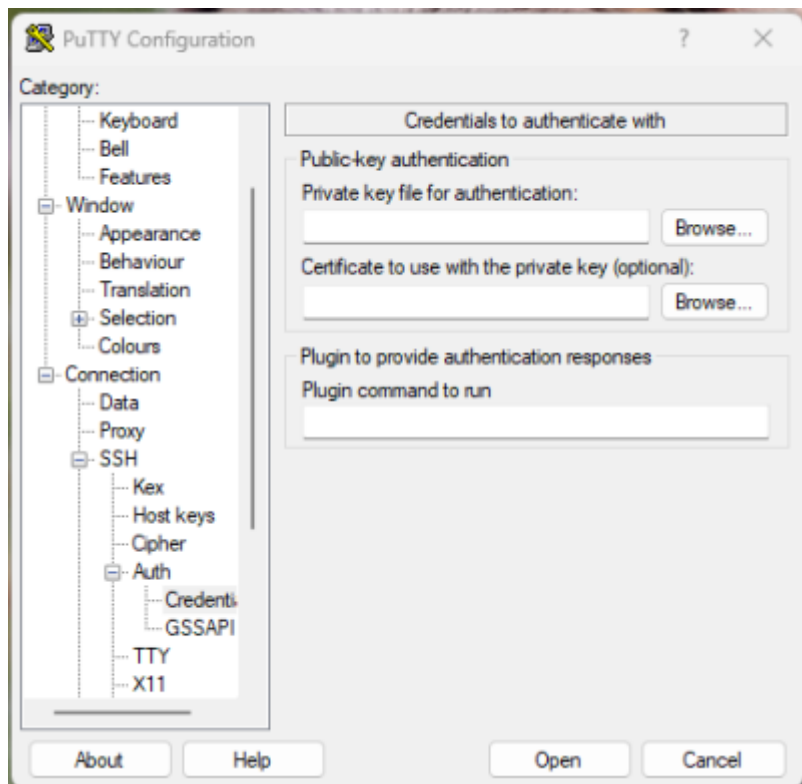 PuTTY Configuration
?
Category:
Keyboard
Bell
Features
Window
Appearance
Behaviour
Translation
Selection
Colours
Connection
Data
Proxy
SSH
Kex
Host keys
Cipher
Auth
Credenti
GSSAPI
TTY
X11
Credentials to authenticate with
Public-key authentication
Private key file for authentication:
Browse...
Certificate to use with the private key (optional):
Browse...
Plugin to provide authentication responses
Plugin command to run
About
Help
Open
Cancel